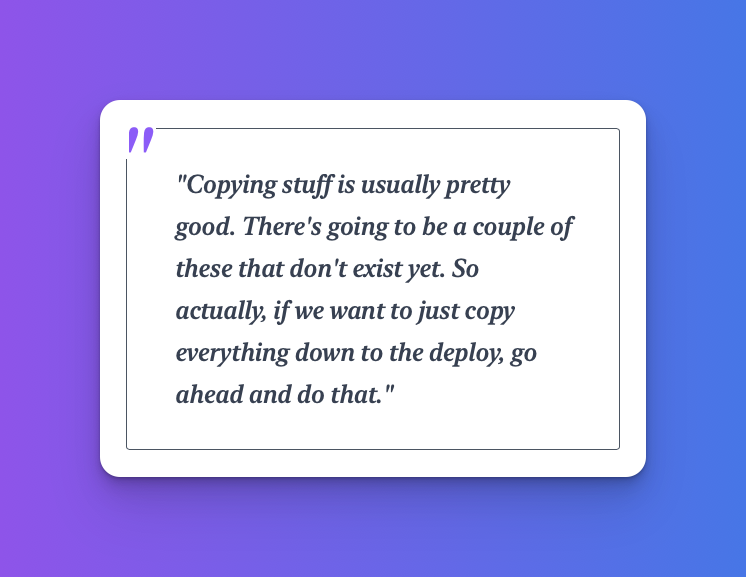 "
"Copying stuff is usually pretty
good. There's going to be a couple of
these that don't exist yet. So
actually, if we want to just copy
everything down to the deploy, go
ahead and do that."